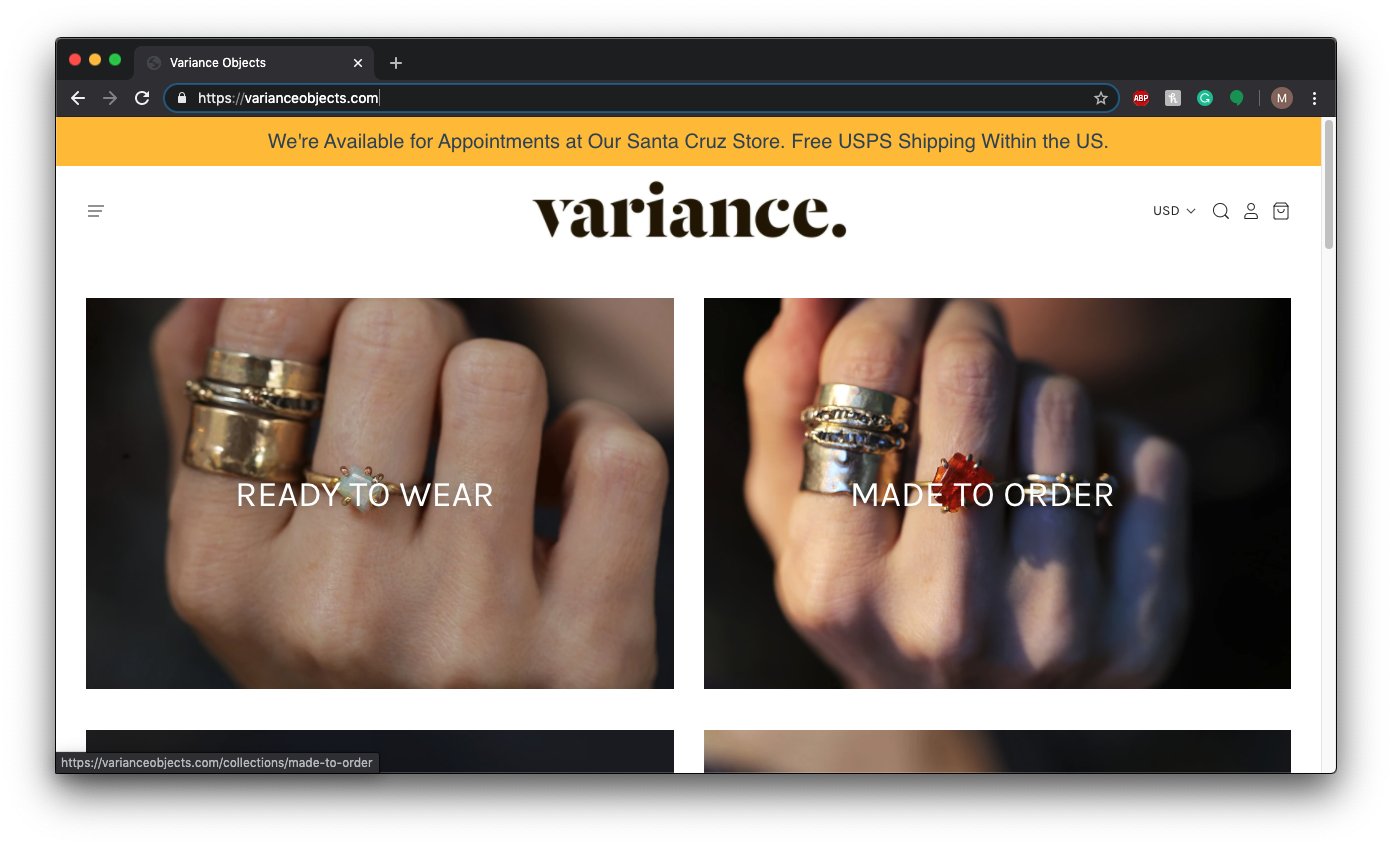 Variance Objects
https://varianceobjects.com
ABP
G
M
We're Available for Appointments at Our Santa Cruz Store. Free USPS Shipping Within the US.
variance.
USD
READY TO WEAR
MADE TO ORDER
https://varianceobjects.com/collections/made-to-order